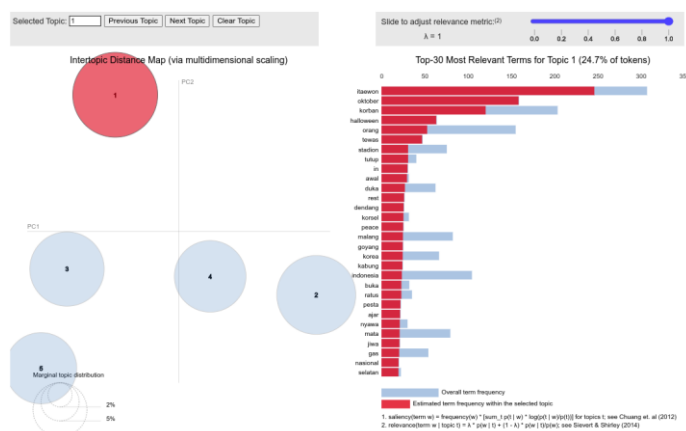 Selected Topic: 1 Previous Topic Next Topic Clear Topic
Slide to adjust relevance metric:(2)
λ = 1
0.0 0.2 0.4 0.6 0.8 1.0
Intertopic Distance Map (via multidimensional scaling)
PC2
PC1
1
3
4
2
5
Marginal topic distribution
2%
5%
Top-30 Most Relevant Terms for Topic 1 (24.7% of tokens)
0 50 100 150 200 250 300 35
itaewon
oktober
korban
halloween
orang
tewas
stadion
tutup
in
awal
duka
rest
dendang
korsel
peace
malang
goyang
korea
kabung
indonesia
buka
ratus
pesta
ajar
nyawa
mata
jiwa
gas
nasional
selatan
Overall term frequency
Estimated term frequency within the selected topic
1. saliency(term w) = frequency(w) * [sum_t p(t | w) * log(p(t | w)/p(t))] for topics t; see Chuang et. al (2012)
2. relevance(term w | topic t) = λ * p(w | t) + (1 - λ) * p(w | t)/p(w); see Sievert & Shirley (2014)